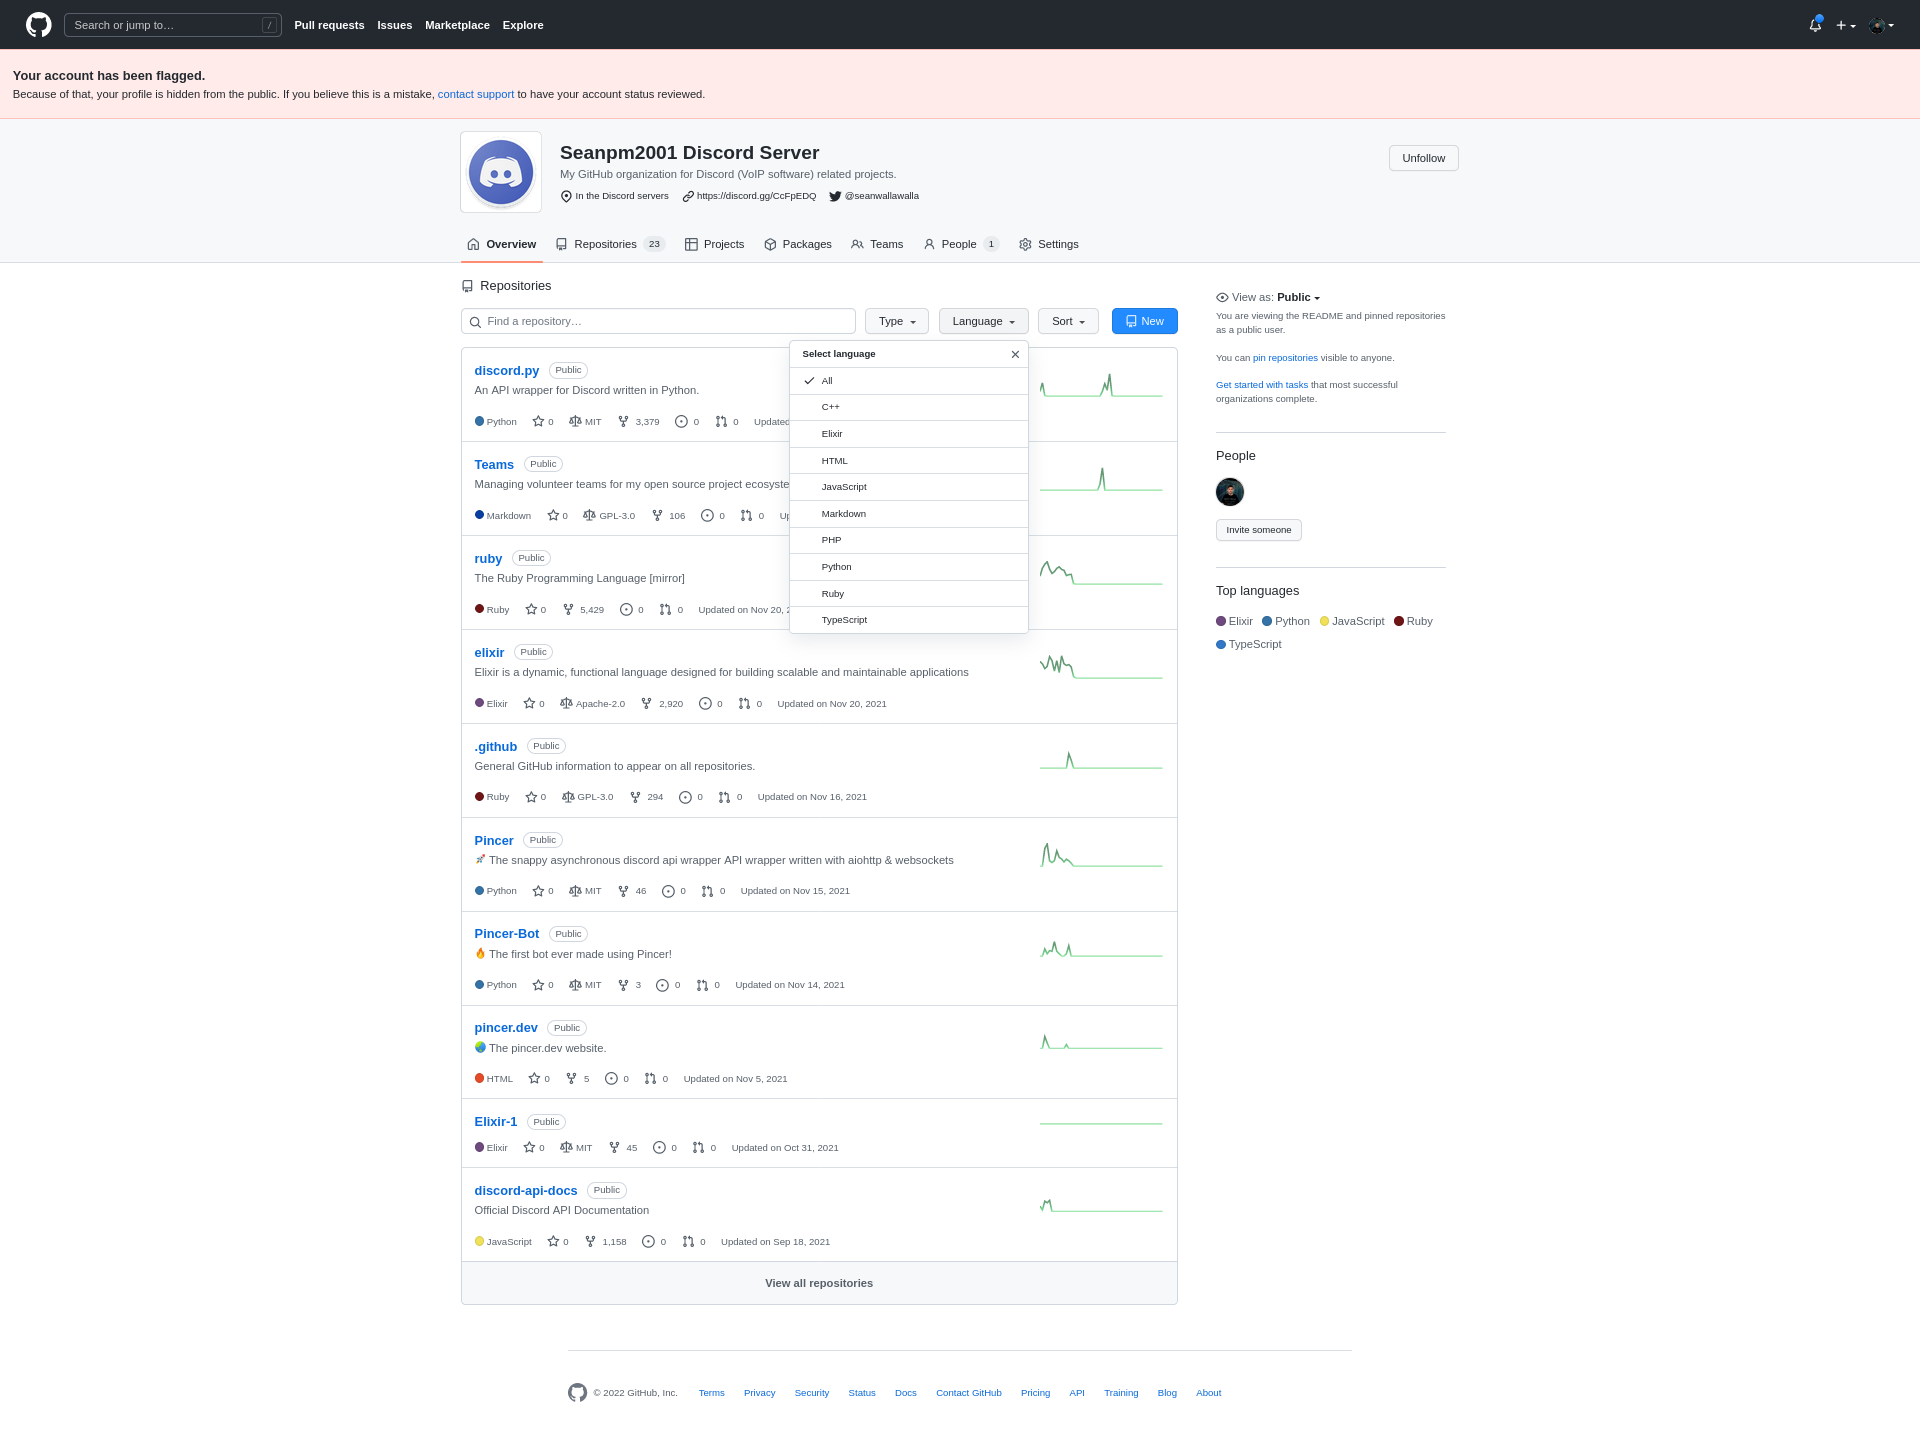 Search or jump to… /
Pull requests Issues Marketplace Explore
Your account has been flagged.
Because of that, your profile is hidden from the public. If you believe this is a mistake, contact support to have your account status reviewed.
Seanpm2001 Discord Server
Unfollow
My GitHub organization for Discord (VoIP software) related projects.
In the Discord servers https://discord.gg/CcFpEDQ @seanwallawalla
Overview Repositories 23 Projects Packages Teams People 1 Settings
Repositories
Find a repository… Type Language Sort New
Select language
All
C++
Elixir
HTML
JavaScript
Markdown
PHP
Python
Ruby
TypeScript
discord.py Public
An API wrapper for Discord written in Python.
Python 0 MIT 3,379 0 0 Updated
Teams Public
Managing volunteer teams for my open source project ecosyste
Markdown 0 GPL-3.0 106 0 0 Up
ruby Public
The Ruby Programming Language [mirror]
Ruby 0 5,429 0 0 Updated on Nov 20, 2
elixir Public
Elixir is a dynamic, functional language designed for building scalable and maintainable applications
Elixir 0 Apache-2.0 2,920 0 0 Updated on Nov 20, 2021
.github Public
General GitHub information to appear on all repositories.
Ruby 0 GPL-3.0 294 0 0 Updated on Nov 16, 2021
Pincer Public
🚀 The snappy asynchronous discord api wrapper API wrapper written with aiohttp & websockets
Python 0 MIT 46 0 0 Updated on Nov 15, 2021
Pincer-Bot Public
🔥 The first bot ever made using Pincer!
Python 0 MIT 3 0 0 Updated on Nov 14, 2021
pincer.dev Public
🌏 The pincer.dev website.
HTML 0 5 0 0 Updated on Nov 5, 2021
Elixir-1 Public
Elixir 0 MIT 45 0 0 Updated on Oct 31, 2021
discord-api-docs Public
Official Discord API Documentation
JavaScript 0 1,158 0 0 Updated on Sep 18, 2021
View all repositories
View as: Public
You are viewing the README and pinned repositories
as a public user.
You can pin repositories visible to anyone.
Get started with tasks that most successful
organizations complete.
People
Invite someone
Top languages
Elixir Python JavaScript Ruby
TypeScript
© 2022 GitHub, Inc. Terms Privacy Security Status Docs Contact GitHub Pricing API Training Blog About